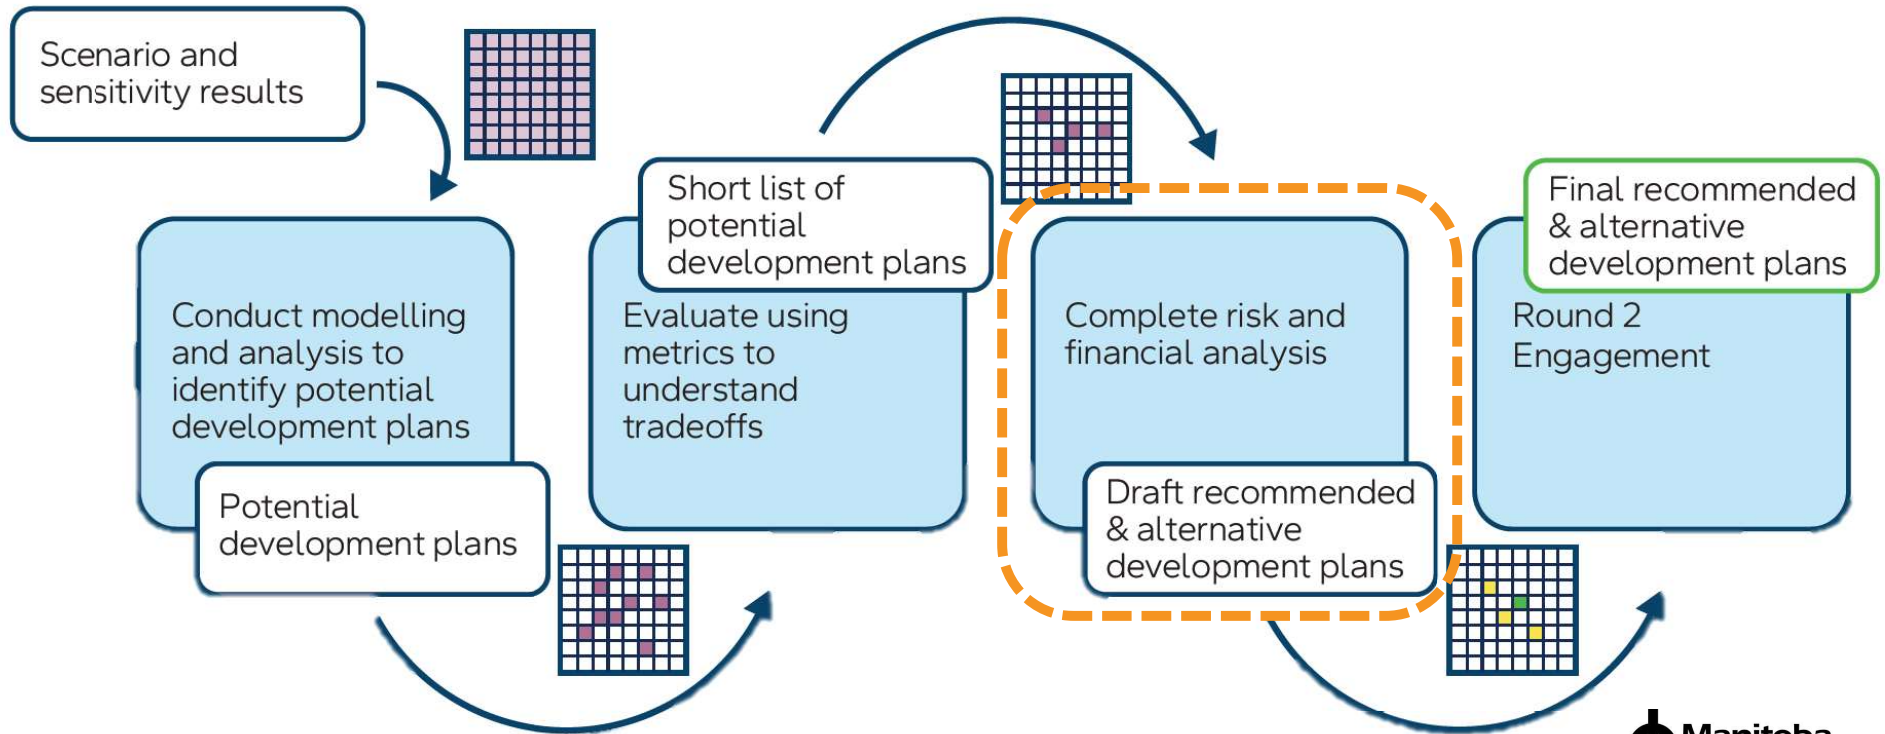 Scenario and
sensitivity results
Conduct modelling
and analysis to
identify potential
development plans
Potential
development plans
Short list of
potential
development plans
Evaluate using
metrics to
understand
tradeoffs
Complete risk and
financial analysis
Draft recommended
& alternative
development plans
Final recommended
& alternative
development plans
Round 2
Engagement
Manitoba